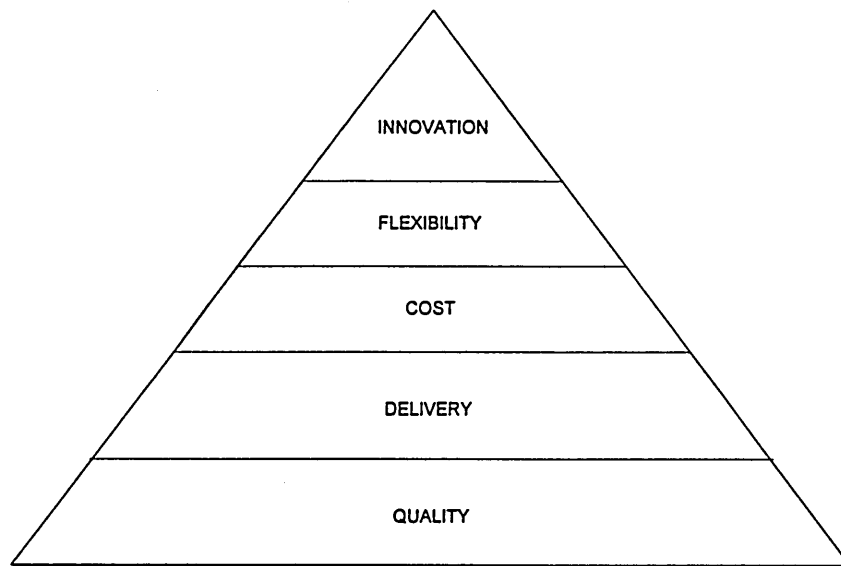 INNOVATION
FLEXIBILITY
COST
DELIVERY
QUALITY